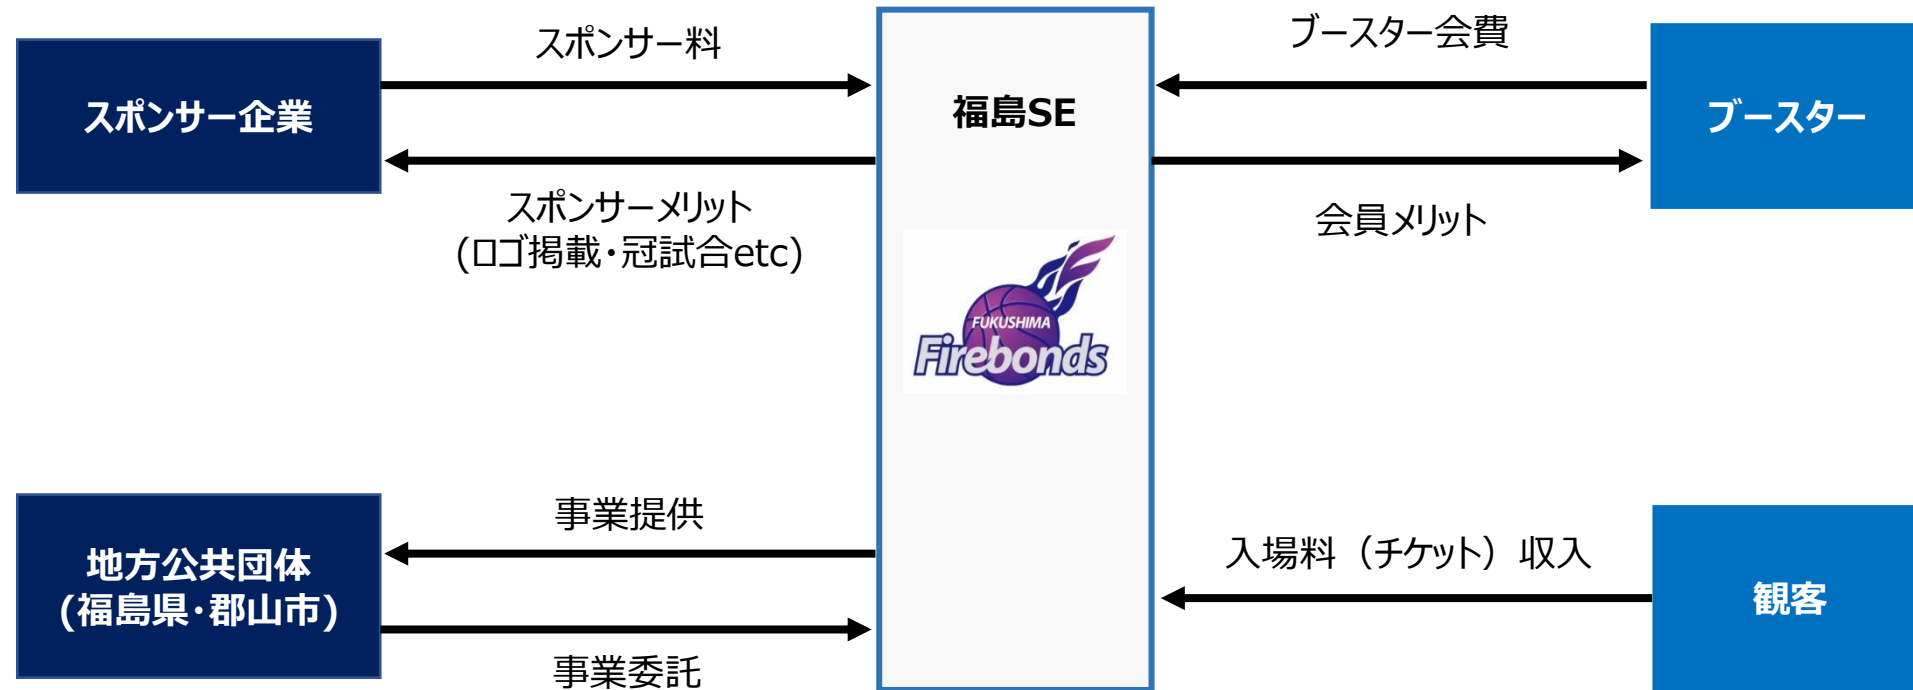 スポンサー料
ブースター会費
スポンサー企業
福島SE
ブースター
スポンサーメリット
(ロゴ掲載・冠試合etc)
会員メリット
FUKUSHIMA
Firebonds
事業提供
入場料（チケット）収入
地方公共団体
(福島県・郡山市)
観客
事業委託